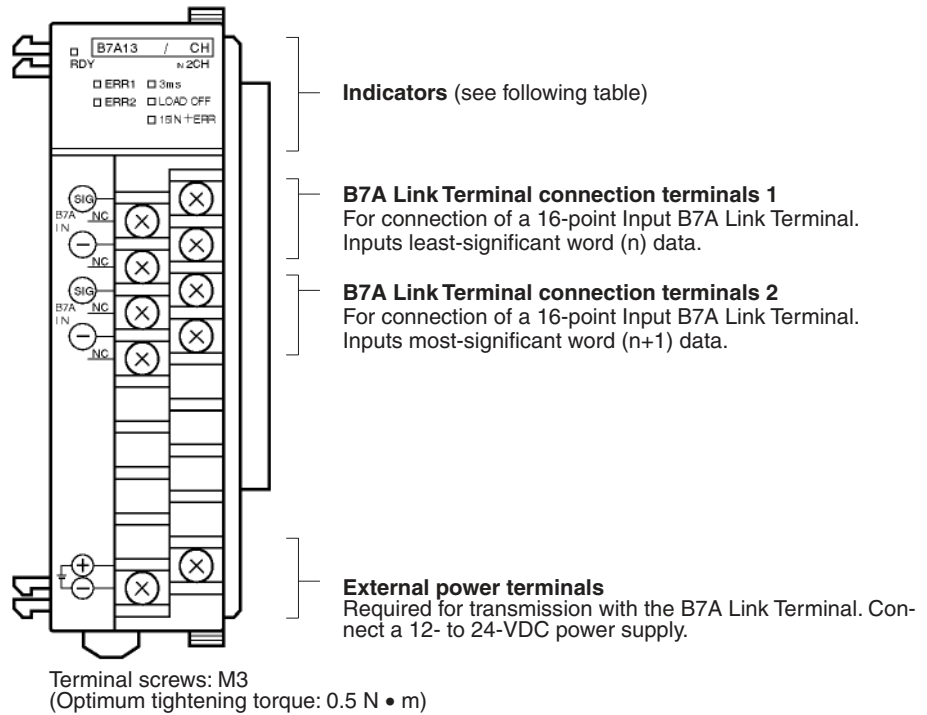 B7A13 / CH
RDY
IN 2CH
ERR1 3ms
ERR2 LOAD OFF
16IN+ERR
Indicators (see following table)
SIG
B7A
IN
NC
NC
B7A Link Terminal connection terminals 1
For connection of a 16-point Input B7A Link Terminal.
Inputs least-significant word (n) data.
SIG
B7A
IN
NC
NC
B7A Link Terminal connection terminals 2
For connection of a 16-point Input B7A Link Terminal.
Inputs most-significant word (n+1) data.
External power terminals
Required for transmission with the B7A Link Terminal. Con-
nect a 12- to 24-VDC power supply.
Terminal screws: M3
(Optimum tightening torque: 0.5 N • m)